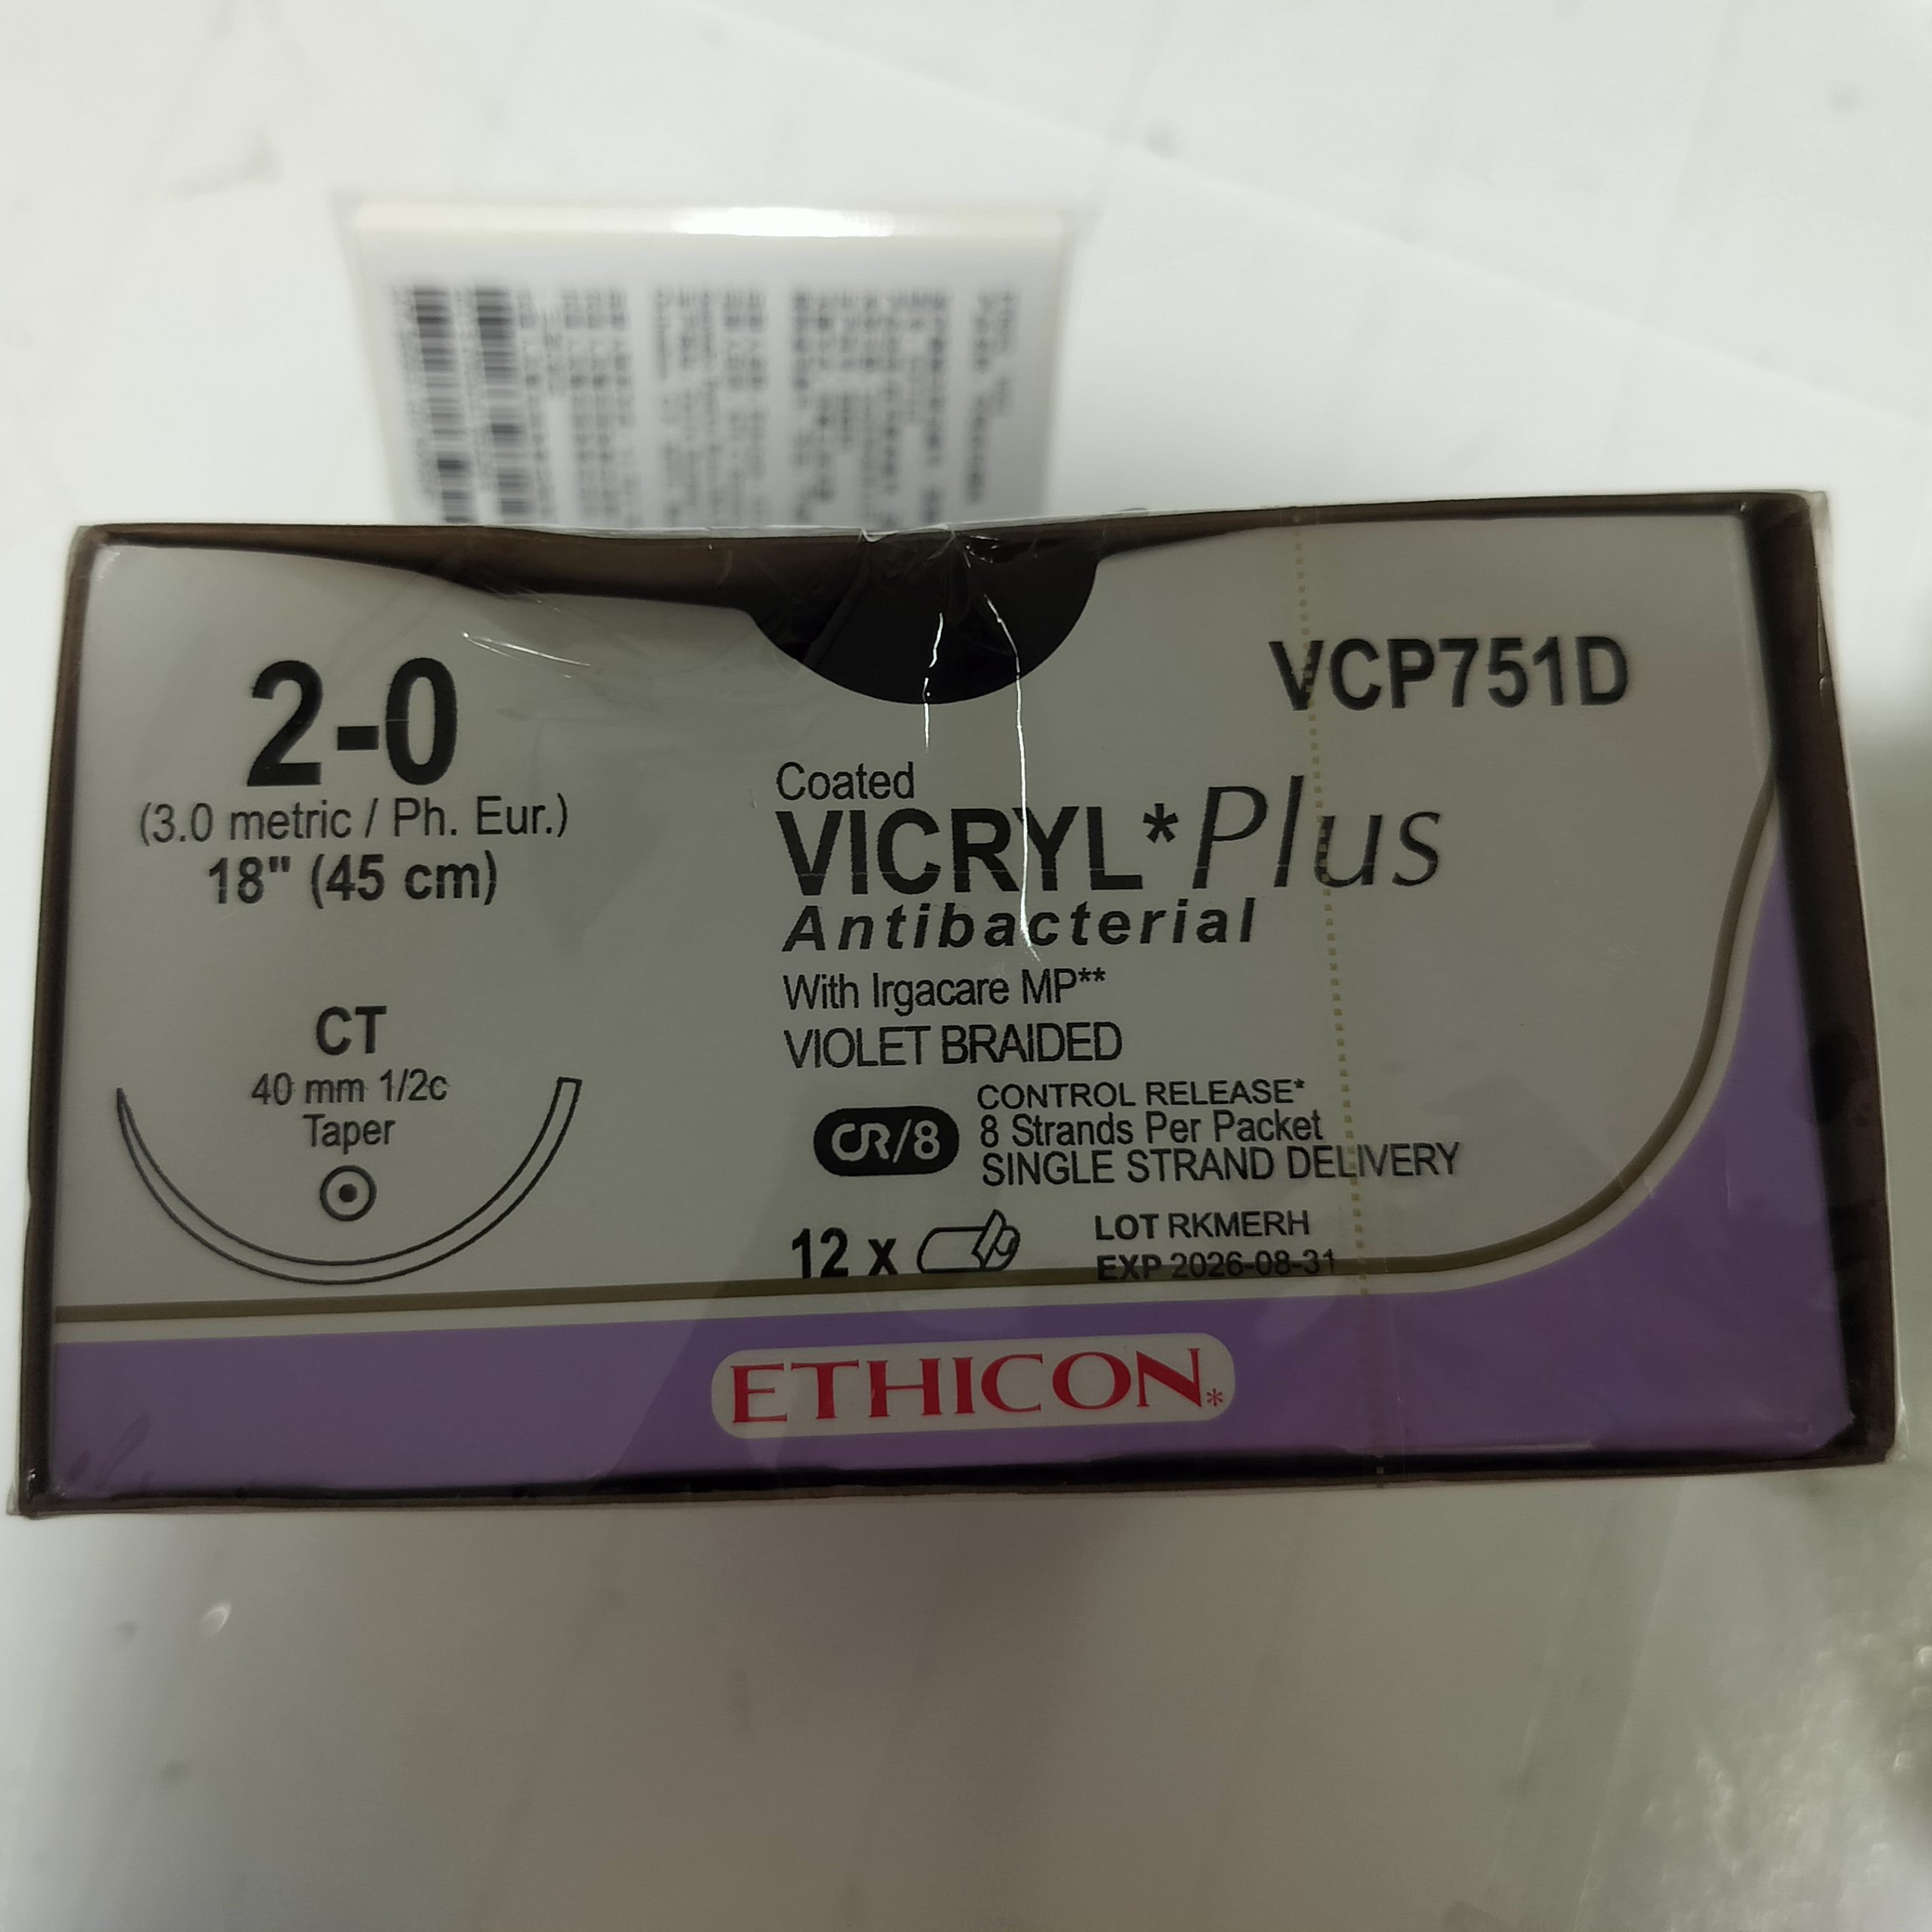 2-0
(3.0 metric / Ph. Eur.)
18" (45 cm)
CT
40 mm 1/2c
Taper
VCP751D
Coated
VICRYL*Plus
Antibacterial
With Irgacare MP**
VIOLET BRAIDED
CR/8
CONTROL RELEASE*
8 Strands Per Packet
SINGLE STRAND DELIVERY
12 x
LOT RKMERH
EXP 2026-08-31
ETHICON*